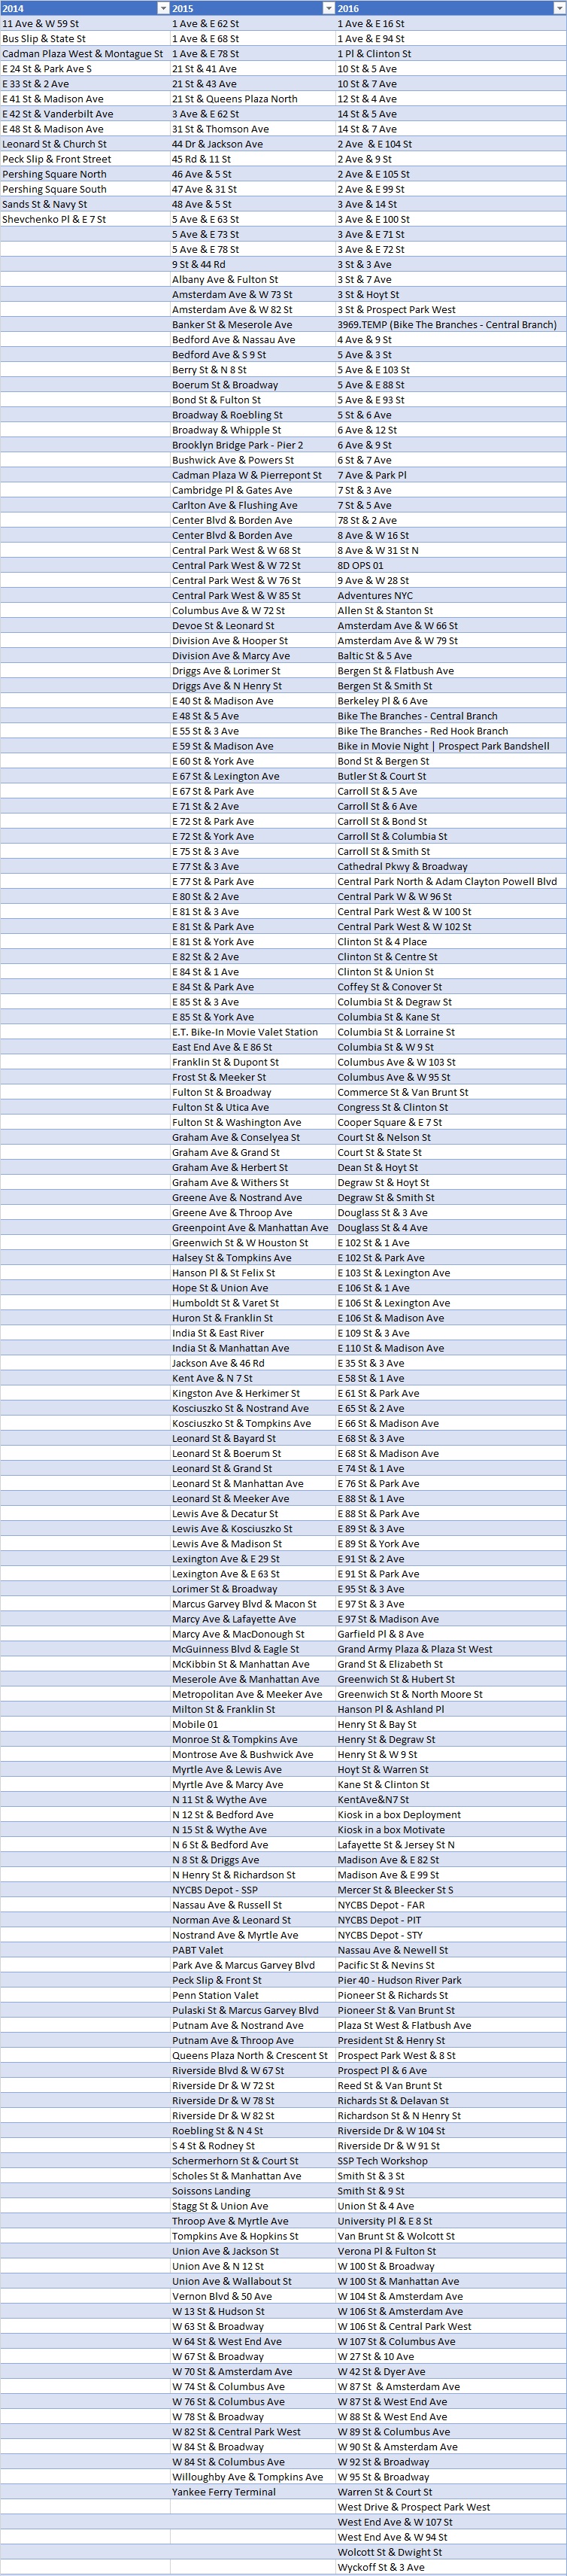 2014 2015 2016
11 Ave & W 59 St 1 Ave & E 62 St 1 Ave & E 16 St
Bus Slip & State St 1 Ave & E 68 St 1 Ave & E 94 St
Cadman Plaza West & Montague St 1 Ave & E 78 St 1 Pl & Clinton St
E 24 St & Park Ave S 21 St & 41 Ave 10 St & 5 Ave
E 33 St & 2 Ave 21 St & 43 Ave 10 St & 7 Ave
E 41 St & Madison Ave 21 St & Queens Plaza North 12 St & 4 Ave
E 42 St & Vanderbilt Ave 3 Ave & E 62 St 14 St & 5 Ave
E 48 St & Madison Ave 31 St & Thomson Ave 14 St & 7 Ave
Leonard St & Church St 44 Dr & Jackson Ave 2 Ave  & E 104 St
Peck Slip & Front Street 45 Rd & 11 St 2 Ave & 9 St
Pershing Square North 46 Ave & 5 St 2 Ave & E 105 St
Pershing Square South 47 Ave & 31 St 2 Ave & E 99 St
Sands St & Navy St 48 Ave & 5 St 3 Ave & 14 St
Shevchenko Pl & E 7 St 5 Ave & E 63 St 3 Ave & E 100 St
5 Ave & E 73 St 3 Ave & E 71 St
5 Ave & E 78 St 3 Ave & E 72 St
9 St & 44 Rd 3 St & 3 Ave
Albany Ave & Fulton St 3 St & 7 Ave
Amsterdam Ave & W 73 St 3 St & Hoyt St
Amsterdam Ave & W 82 St 3 St & Prospect Park West
Banker St & Meserole Ave 3969.TEMP (Bike The Branches - Central Branch)
Bedford Ave & Nassau Ave 4 Ave & 9 St
Bedford Ave & S 9 St 5 Ave & 3 St
Berry St & N 8 St 5 Ave & E 103 St
Boerum St & Broadway 5 Ave & E 88 St
Bond St & Fulton St 5 Ave & E 93 St
Broadway & Roebling St 5 St & 6 Ave
Broadway & Whipple St 6 Ave & 12 St
Brooklyn Bridge Park - Pier 2 6 Ave & 9 St
Bushwick Ave & Powers St 6 St & 7 Ave
Cadman Plaza W & Pierrepont St 7 Ave & Park Pl
Cambridge Pl & Gates Ave 7 St & 3 Ave
Carlton Ave & Flushing Ave 7 St & 5 Ave
Center Blvd & Borden Ave 78 St & 2 Ave
Center Blvd & Borden Ave 8 Ave & W 16 St
Central Park West & W 68 St 8 Ave & W 31 St N
Central Park West & W 72 St 8D OPS 01
Central Park West & W 76 St 9 Ave & W 28 St
Central Park West & W 85 St Adventures NYC
Columbus Ave & W 72 St Allen St & Stanton St
Devoe St & Leonard St Amsterdam Ave & W 66 St
Division Ave & Hooper St Amsterdam Ave & W 79 St
Division Ave & Marcy Ave Baltic St & 5 Ave
Driggs Ave & Lorimer St Bergen St & Flatbush Ave
Driggs Ave & N Henry St Bergen St & Smith St
E 40 St & Madison Ave Berkeley Pl & 6 Ave
E 48 St & 5 Ave Bike The Branches - Central Branch
E 55 St & 3 Ave Bike The Branches - Red Hook Branch
E 59 St & Madison Ave Bike in Movie Night | Prospect Park Bandshell
E 60 St & York Ave Bond St & Bergen St
E 67 St & Lexington Ave Butler St & Court St
E 67 St & Park Ave Carroll St & 5 Ave
E 71 St & 2 Ave Carroll St & 6 Ave
E 72 St & Park Ave Carroll St & Bond St
E 72 St & York Ave Carroll St & Columbia St
E 75 St & 3 Ave Carroll St & Smith St
E 77 St & 3 Ave Cathedral Pkwy & Broadway
E 77 St & Park Ave Central Park North & Adam Clayton Powell Blvd
E 80 St & 2 Ave Central Park W & W 96 St
E 81 St & 3 Ave Central Park West & W 100 St
E 81 St & Park Ave Central Park West & W 102 St
E 81 St & York Ave Clinton St & 4 Place
E 82 St & 2 Ave Clinton St & Centre St
E 84 St & 1 Ave Clinton St & Union St
E 84 St & Park Ave Coffey St & Conover St
E 85 St & 3 Ave Columbia St & Degraw St
E 85 St & York Ave Columbia St & Kane St
E.T. Bike-In Movie Valet Station Columbia St & Lorraine St
East End Ave & E 86 St Columbia St & W 9 St
Franklin St & Dupont St Columbus Ave & W 103 St
Frost St & Meeker St Columbus Ave & W 95 St
Fulton St & Broadway Commerce St & Van Brunt St
Fulton St & Utica Ave Congress St & Clinton St
Fulton St & Washington Ave Cooper Square & E 7 St
Graham Ave & Conselyea St Court St & Nelson St
Graham Ave & Grand St Court St & State St
Graham Ave & Herbert St Dean St & Hoyt St
Graham Ave & Withers St Degraw St & Hoyt St
Greene Ave & Nostrand Ave Degraw St & Smith St
Greene Ave & Throop Ave Douglass St & 3 Ave
Greenpoint Ave & Manhattan Ave Douglass St & 4 Ave
Greenwich St & W Houston St E 102 St & 1 Ave
Halsey St & Tompkins Ave E 102 St & Park Ave
Hanson Pl & St Felix St E 103 St & Lexington Ave
Hope St & Union Ave E 106 St & 1 Ave
Humboldt St & Varet St E 106 St & Lexington Ave
Huron St & Franklin St E 106 St & Madison Ave
India St & East River E 109 St & 3 Ave
India St & Manhattan Ave E 110 St & Madison Ave
Jackson Ave & 46 Rd E 35 St & 3 Ave
Kent Ave & N 7 St E 58 St & 1 Ave
Kingston Ave & Herkimer St E 61 St & Park Ave
Kosciuszko St & Nostrand Ave E 65 St & 2 Ave
Kosciuszko St & Tompkins Ave E 66 St & Madison Ave
Leonard St & Bayard St E 68 St & 3 Ave
Leonard St & Boerum St E 68 St & Madison Ave
Leonard St & Grand St E 74 St & 1 Ave
Leonard St & Manhattan Ave E 76 St & Park Ave
Leonard St & Meeker Ave E 88 St & 1 Ave
Lewis Ave & Decatur St E 88 St & Park Ave
Lewis Ave & Kosciuszko St E 89 St & 3 Ave
Lewis Ave & Madison St E 89 St & York Ave
Lexington Ave & E 29 St E 91 St & 2 Ave
Lexington Ave & E 63 St E 91 St & Park Ave
Lorimer St & Broadway E 95 St & 3 Ave
Marcus Garvey Blvd & Macon St E 97 St & 3 Ave
Marcy Ave & Lafayette Ave E 97 St & Madison Ave
Marcy Ave & MacDonough St Garfield Pl & 8 Ave
McGuinness Blvd & Eagle St Grand Army Plaza & Plaza St West
McKibbin St & Manhattan Ave Grand St & Elizabeth St
Meserole Ave & Manhattan Ave Greenwich St & Hubert St
Metropolitan Ave & Meeker Ave Greenwich St & North Moore St
Milton St & Franklin St Hanson Pl & Ashland Pl
Mobile 01 Henry St & Bay St
Monroe St & Tompkins Ave Henry St & Degraw St
Montrose Ave & Bushwick Ave Henry St & W 9 St
Myrtle Ave & Lewis Ave Hoyt St & Warren St
Myrtle Ave & Marcy Ave Kane St & Clinton St
N 11 St & Wythe Ave KentAve&N7 St
N 12 St & Bedford Ave Kiosk in a box Deployment
N 15 St & Wythe Ave Kiosk in a box Motivate
N 6 St & Bedford Ave Lafayette St & Jersey St N
N 8 St & Driggs Ave Madison Ave & E 82 St
N Henry St & Richardson St Madison Ave & E 99 St
NYCBS Depot - SSP Mercer St & Bleecker St S
Nassau Ave & Russell St NYCBS Depot - FAR
Norman Ave & Leonard St NYCBS Depot - PIT
Nostrand Ave & Myrtle Ave NYCBS Depot - STY
PABT Valet Nassau Ave & Newell St
Park Ave & Marcus Garvey Blvd Pacific St & Nevins St
Peck Slip & Front St Pier 40 - Hudson River Park
Penn Station Valet Pioneer St & Richards St
Pulaski St & Marcus Garvey Blvd Pioneer St & Van Brunt St
Putnam Ave & Nostrand Ave Plaza St West & Flatbush Ave
Putnam Ave & Throop Ave President St & Henry St
Queens Plaza North & Crescent St Prospect Park West & 8 St
Riverside Blvd & W 67 St Prospect Pl & 6 Ave
Riverside Dr & W 72 St Reed St & Van Brunt St
Riverside Dr & W 78 St Richards St & Delavan St
Riverside Dr & W 82 St Richardson St & N Henry St
Roebling St & N 4 St Riverside Dr & W 104 St
S 4 St & Rodney St Riverside Dr & W 91 St
Schermerhorn St & Court St SSP Tech Workshop
Scholes St & Manhattan Ave Smith St & 3 St
Soissons Landing Smith St & 9 St
Stagg St & Union Ave Union St & 4 Ave
Throop Ave & Myrtle Ave University Pl & E 8 St
Tompkins Ave & Hopkins St Van Brunt St & Wolcott St
Union Ave & Jackson St Verona Pl & Fulton St
Union Ave & N 12 St W 100 St & Broadway
Union Ave & Wallabout St W 100 St & Manhattan Ave
Vernon Blvd & 50 Ave W 104 St & Amsterdam Ave
W 13 St & Hudson St W 106 St & Amsterdam Ave
W 63 St & Broadway W 106 St & Central Park West
W 64 St & West End Ave W 107 St & Columbus Ave
W 67 St & Broadway W 27 St & 10 Ave
W 70 St & Amsterdam Ave W 42 St & Dyer Ave
W 74 St & Columbus Ave W 87 St  & Amsterdam Ave
W 76 St & Columbus Ave W 87 St & West End Ave
W 78 St & Broadway W 88 St & West End Ave
W 82 St & Central Park West W 89 St & Columbus Ave
W 84 St & Broadway W 90 St & Amsterdam Ave
W 84 St & Columbus Ave W 92 St & Broadway
Willoughby Ave & Tompkins Ave W 95 St & Broadway
Yankee Ferry Terminal Warren St & Court St
West Drive & Prospect Park West
West End Ave & W 107 St
West End Ave & W 94 St
Wolcott St & Dwight St
Wyckoff St & 3 Ave